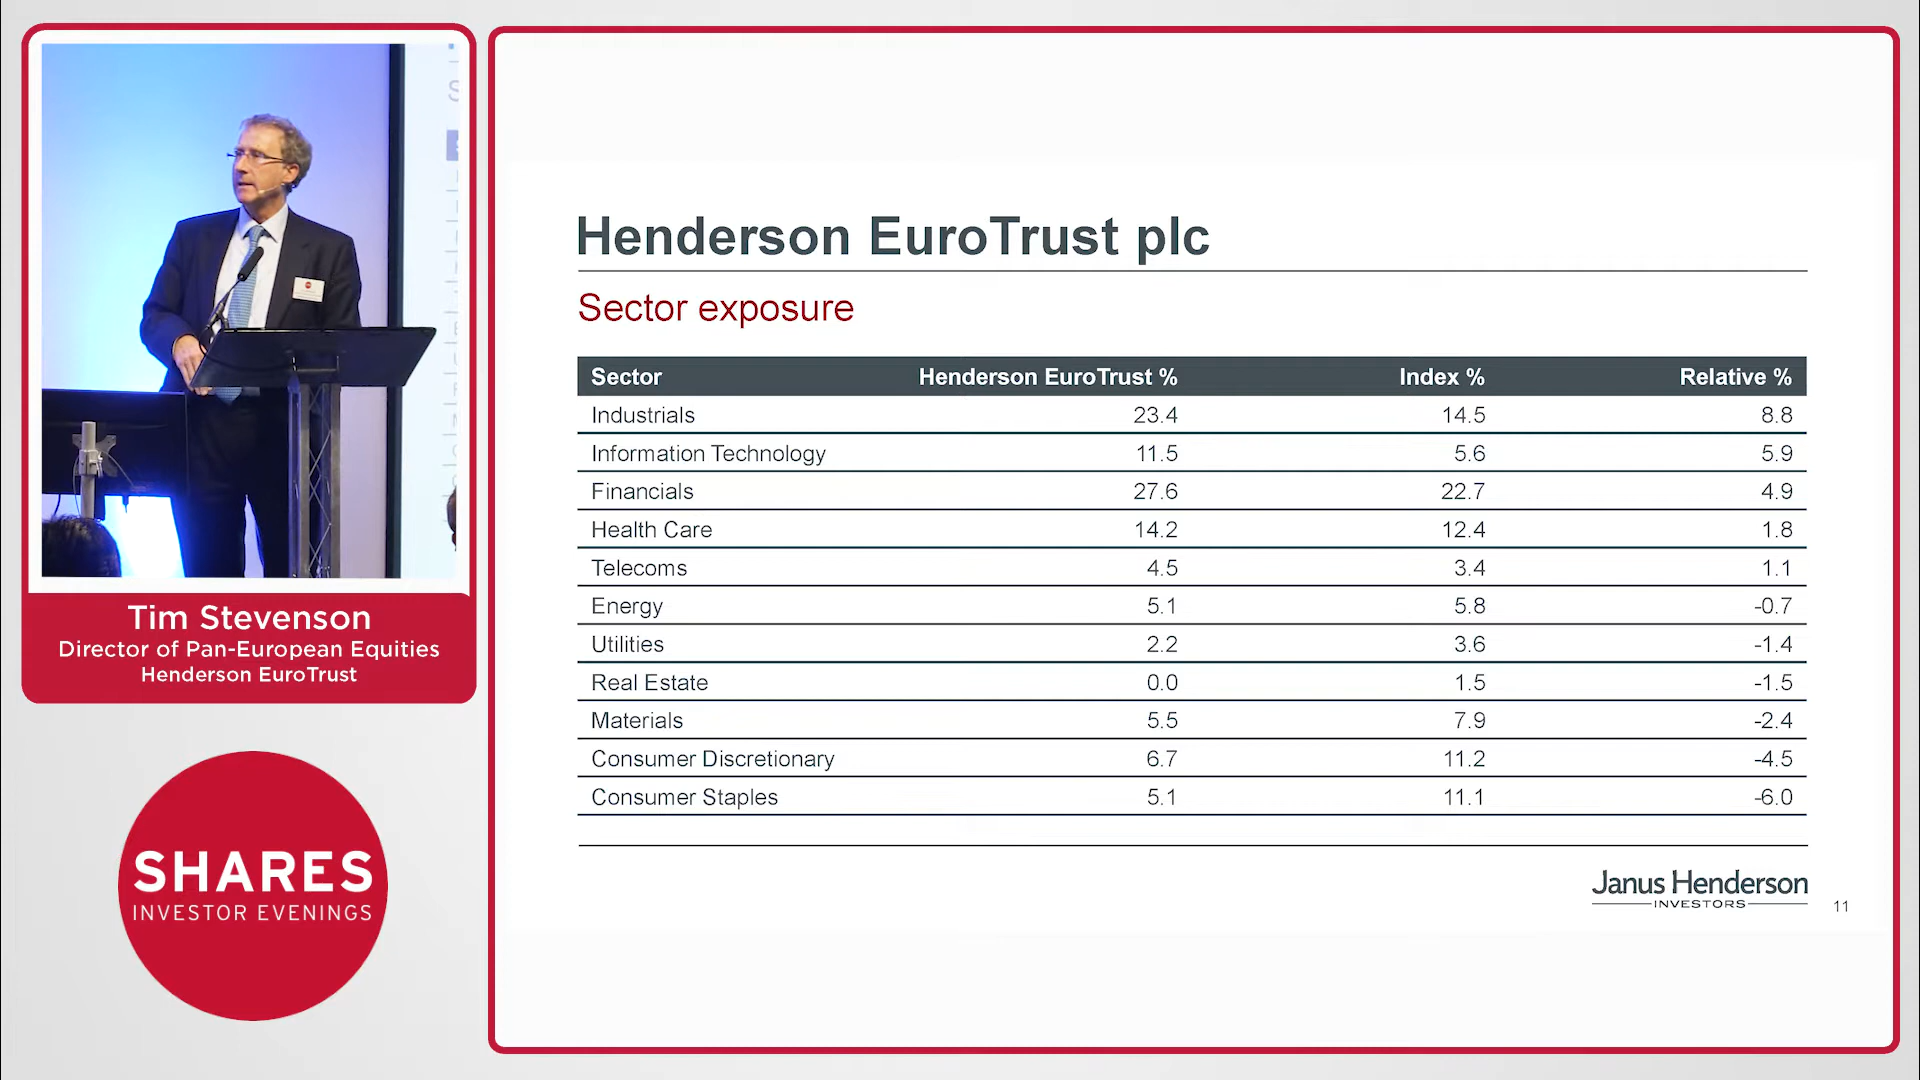 Tim Stevenson
Director of Pan-European Equities
Henderson EuroTrust
SHARES
INVESTOR EVENINGS
Henderson EuroTrust plc
Sector exposure
Sector Henderson EuroTrust % Index % Relative %
Industrials 23.4 14.5 8.8
Information Technology 11.5 5.6 5.9
Financials 27.6 22.7 4.9
Health Care 14.2 12.4 1.8
Telecoms 4.5 3.4 1.1
Energy 5.1 5.8 -0.7
Utilities 2.2 3.6 -1.4
Real Estate 0.0 1.5 -1.5
Materials 5.5 7.9 -2.4
Consumer Discretionary 6.7 11.2 -4.5
Consumer Staples 5.1 11.1 -6.0
Janus Henderson
INVESTORS
11